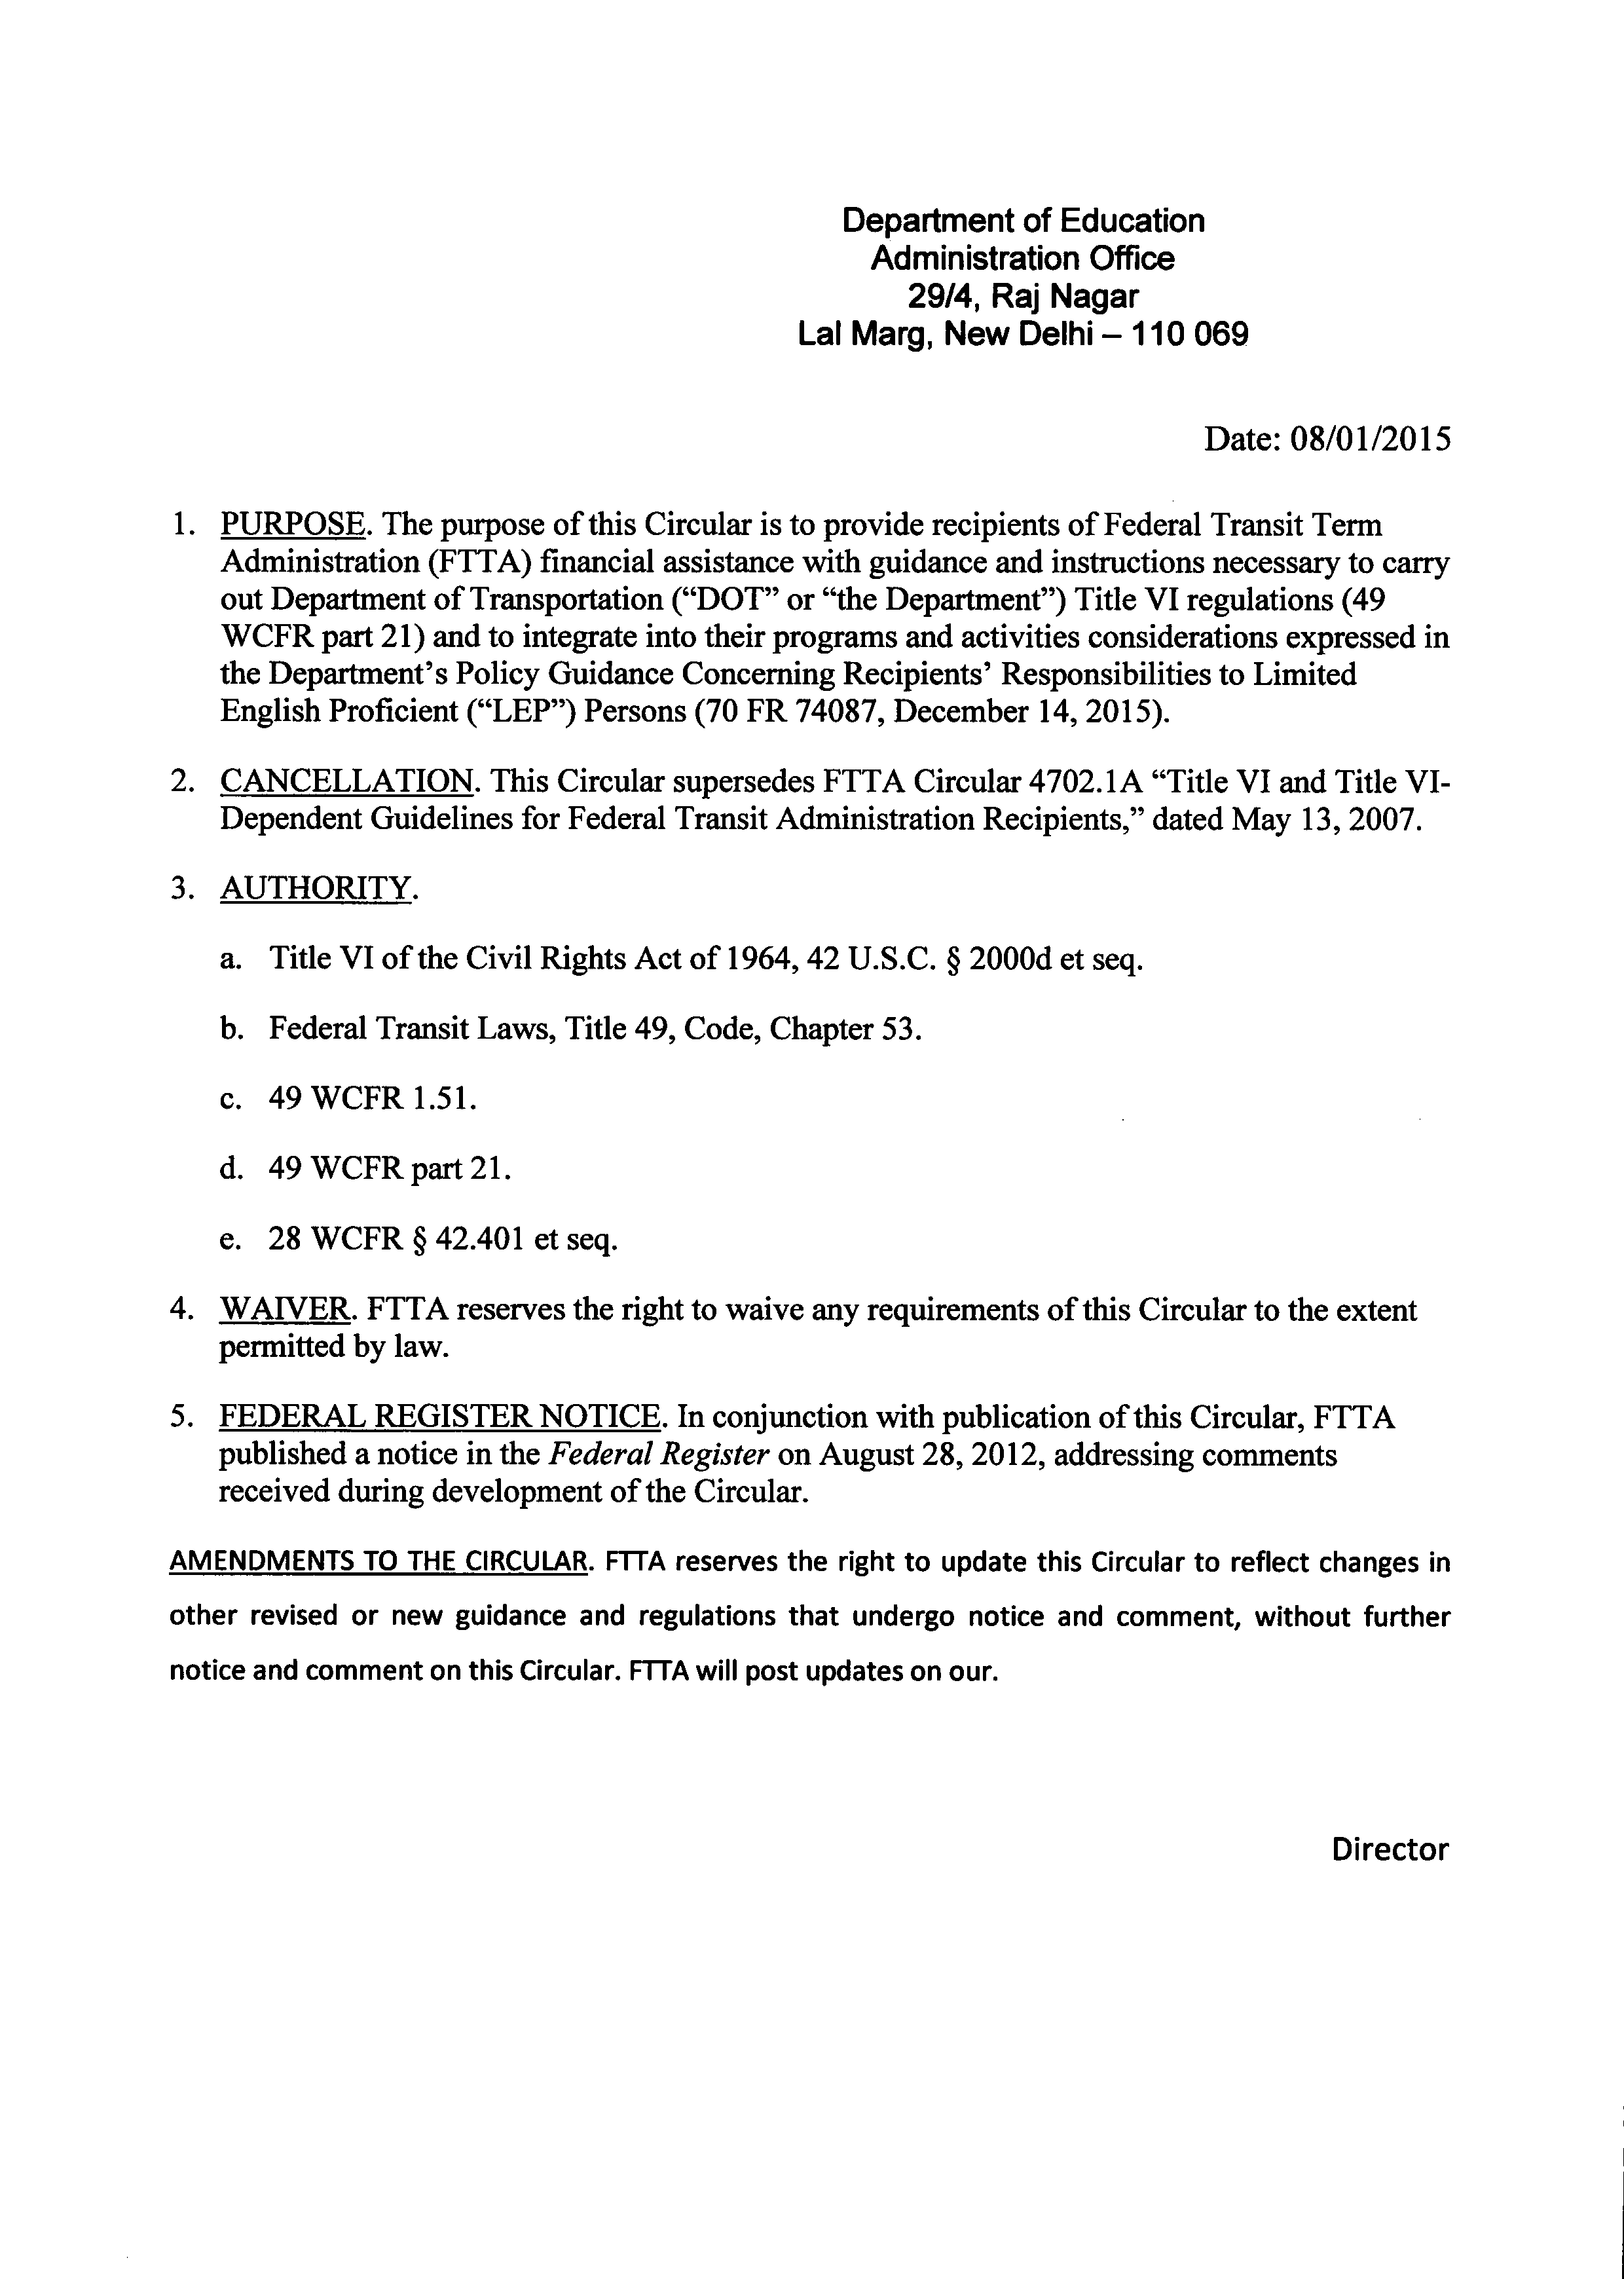 Department of Education
Administration Office
29/4, Raj Nagar
Lal Marg, New Delhi – 110 069
Date: 08/01/2015
1. PURPOSE. The purpose of this Circular is to provide recipients of Federal Transit Term
Administration (FTTA) financial assistance with guidance and instructions necessary to carry
out Department of Transportation (“DOT” or “the Department”) Title VI regulations (49
WCFR part 21) and to integrate into their programs and activities considerations expressed in
the Department’s Policy Guidance Concerning Recipients’ Responsibilities to Limited
English Proficient (“LEP”) Persons (70 FR 74087, December 14, 2015).
2. CANCELLATION. This Circular supersedes FTTA Circular 4702.1A “Title VI and Title VI-
Dependent Guidelines for Federal Transit Administration Recipients,” dated May 13, 2007.
3. AUTHORITY.
a. Title VI of the Civil Rights Act of 1964, 42 U.S.C. § 2000d et seq.
b. Federal Transit Laws, Title 49, Code, Chapter 53.
c. 49 WCFR 1.51.
d. 49 WCFR part 21.
e. 28 WCFR § 42.401 et seq.
4. WAIVER. FTTA reserves the right to waive any requirements of this Circular to the extent
permitted by law.
5. FEDERAL REGISTER NOTICE. In conjunction with publication of this Circular, FTTA
published a notice in the Federal Register on August 28, 2012, addressing comments
received during development of the Circular.
AMENDMENTS TO THE CIRCULAR. FTTA reserves the right to update this Circular to reflect changes in
other revised or new guidance and regulations that undergo notice and comment, without further
notice and comment on this Circular. FTTA will post updates on our.
Director